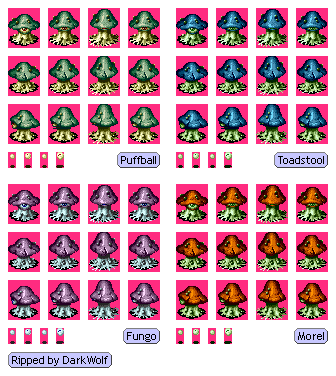 Puffball
Toadstool
Fungo
Morel
Ripped by DarkWolf